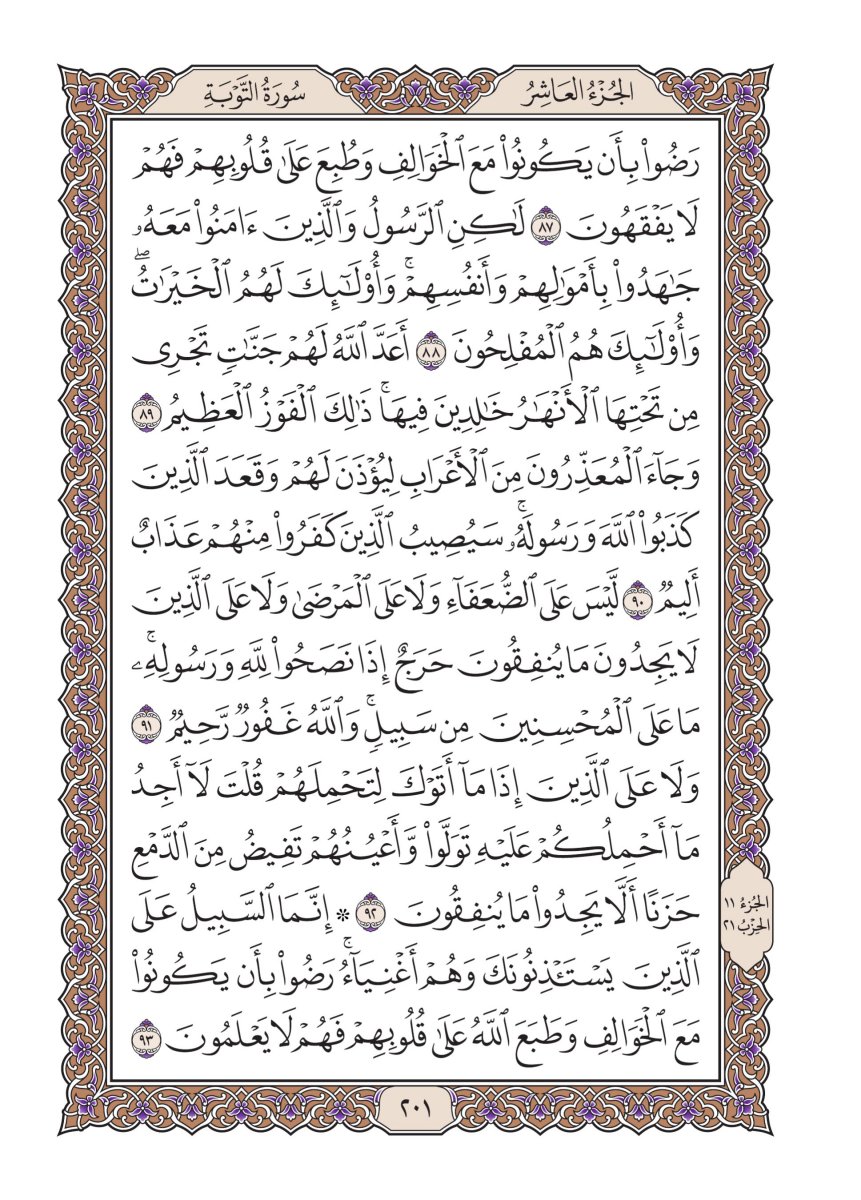 الجُزْءُ العَاشِرُ
سُورَةُ التَّوْبَةِ
رَضُوا۟ بِأَن يَكُونُوا۟ مَعَ ٱلْخَوَالِفِ وَطُبِعَ عَلَىٰ قُلُوبِهِمْ فَهُمْ
لَا يَفْقَهُونَ ٨٧ لَٰكِنِ ٱلرَّسُولُ وَٱلَّذِينَ ءَامَنُوا۟ مَعَهُۥ
جَٰهَدُوا۟ بِأَمْوَٰلِهِمْ وَأَنفُسِهِمْۚ وَأُو۟لَٰٓئِكَ لَهُمُ ٱلْخَيْرَٰتُۖ
وَأُو۟لَٰٓئِكَ هُمُ ٱلْمُفْلِحُونَ ٨٨ أَعَدَّ ٱللَّهُ لَهُمْ جَنَّٰتٍ تَجْرِى
مِن تَحْتِهَا ٱلْأَنْهَٰرُ خَٰلِدِينَ فِيهَاۚ ذَٰلِكَ ٱلْفَوْزُ ٱلْعَظِيمُ ٨٩
وَجَآءَ ٱلْمُعَذِّرُونَ مِنَ ٱلْأَعْرَابِ لِيُؤْذَنَ لَهُمْ وَقَعَدَ ٱلَّذِينَ
كَذَبُوا۟ ٱللَّهَ وَرَسُولَهُۥۚ سَيُصِيبُ ٱلَّذِينَ كَفَرُوا۟ مِنْهُمْ عَذَابٌ
أَلِيمٌ ٩٠ لَّيْسَ عَلَى ٱلضُّعَفَآءِ وَلَا عَلَى ٱلْمَرْضَىٰ وَلَا عَلَى ٱلَّذِينَ
لَا يَجِدُونَ مَا يُنفِقُونَ حَرَجٌ إِذَا نَصَحُوا۟ لِلَّهِ وَرَسُولِهِۦۚ
مَا عَلَى ٱلْمُحْسِنِينَ مِن سَبِيلٍۚ وَٱللَّهُ غَفُورٌ رَّحِيمٌ ٩١
وَلَا عَلَى ٱلَّذِينَ إِذَا مَآ أَتَوْكَ لِتَحْمِلَهُمْ قُلْتَ لَآ أَجِدُ
مَآ أَحْمِلُكُمْ عَلَيْهِ تَوَلَّوا۟ وَّأَعْيُنُهُمْ تَفِيضُ مِنَ ٱلدَّمْعِ
حَزَنًا أَلَّا يَجِدُوا۟ مَا يُنفِقُونَ ٩٢ * إِنَّمَا ٱلسَّبِيلُ عَلَى
ٱلَّذِينَ يَسْتَـْٔذِنُونَكَ وَهُمْ أَغْنِيَآءُۚ رَضُوا۟ بِأَن يَكُونُوا۟
مَعَ ٱلْخَوَالِفِ وَطَبَعَ ٱللَّهُ عَلَىٰ قُلُوبِهِمْ فَهُمْ لَا يَعْلَمُونَ ٩٣
الجُزءُ ١١
الحِزْبُ ٢١
٢٠١